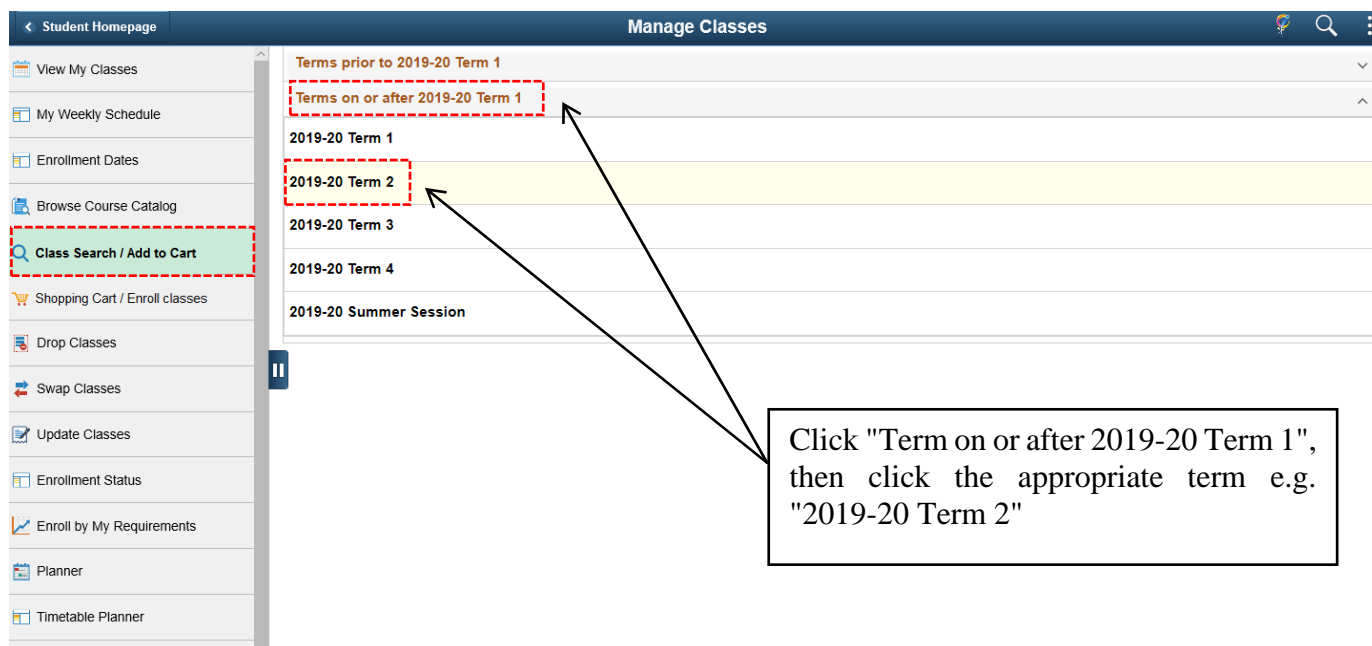 Student Homepage
Manage Classes
View My Classes
My Weekly Schedule
Enrollment Dates
Browse Course Catalog
Class Search / Add to Cart
Shopping Cart / Enroll classes
Drop Classes
Swap Classes
Update Classes
Enrollment Status
Enroll by My Requirements
Planner
Timetable Planner
Terms prior to 2019-20 Term 1
Terms on or after 2019-20 Term 1
2019-20 Term 1
2019-20 Term 2
2019-20 Term 3
2019-20 Term 4
2019-20 Summer Session
Click "Term on or after 2019-20 Term 1",
then click the appropriate term e.g.
"2019-20 Term 2"